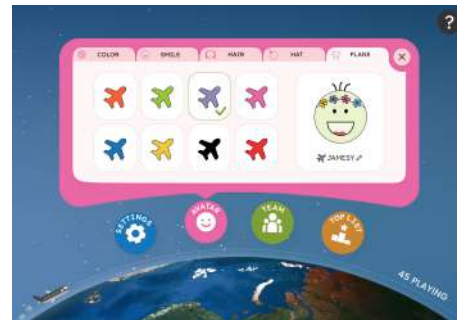 ?
COLOR SMILE HAIR HAT PLANE
JAMESY
SETTINGS AVATAR TEAM TOP LIST
45 PLAYING